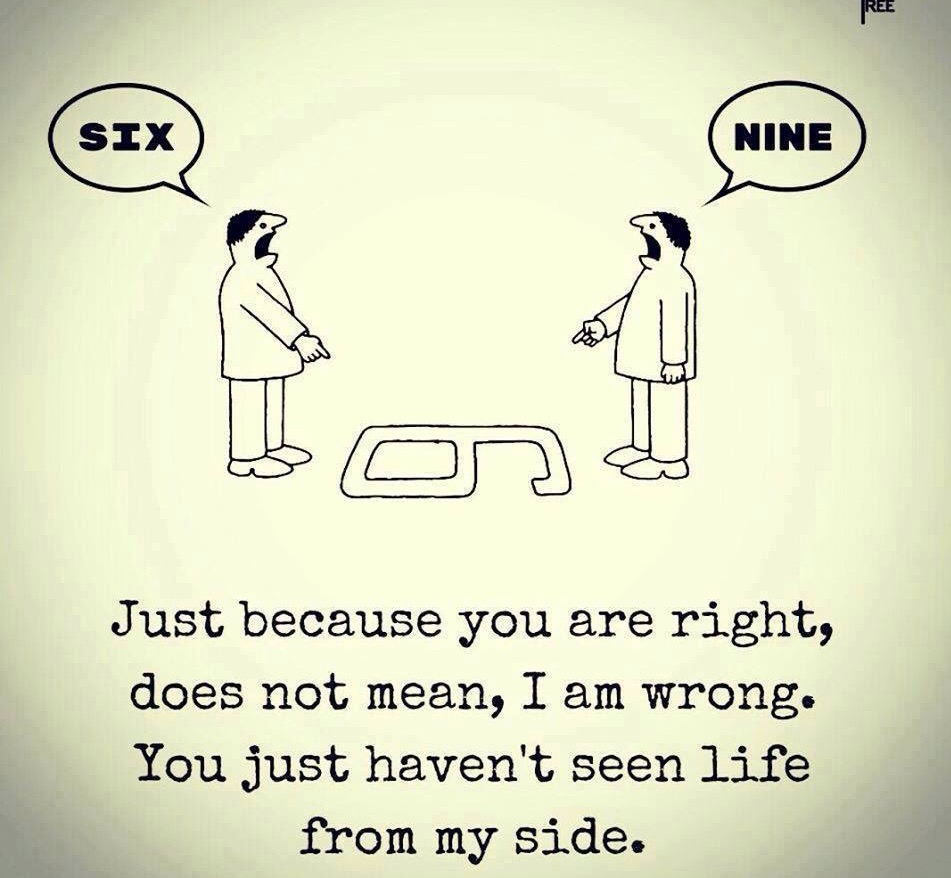 TREE
SIX
NINE
Just because you are right,
does not mean, I am wrong.
You just haven't seen life
from my side.